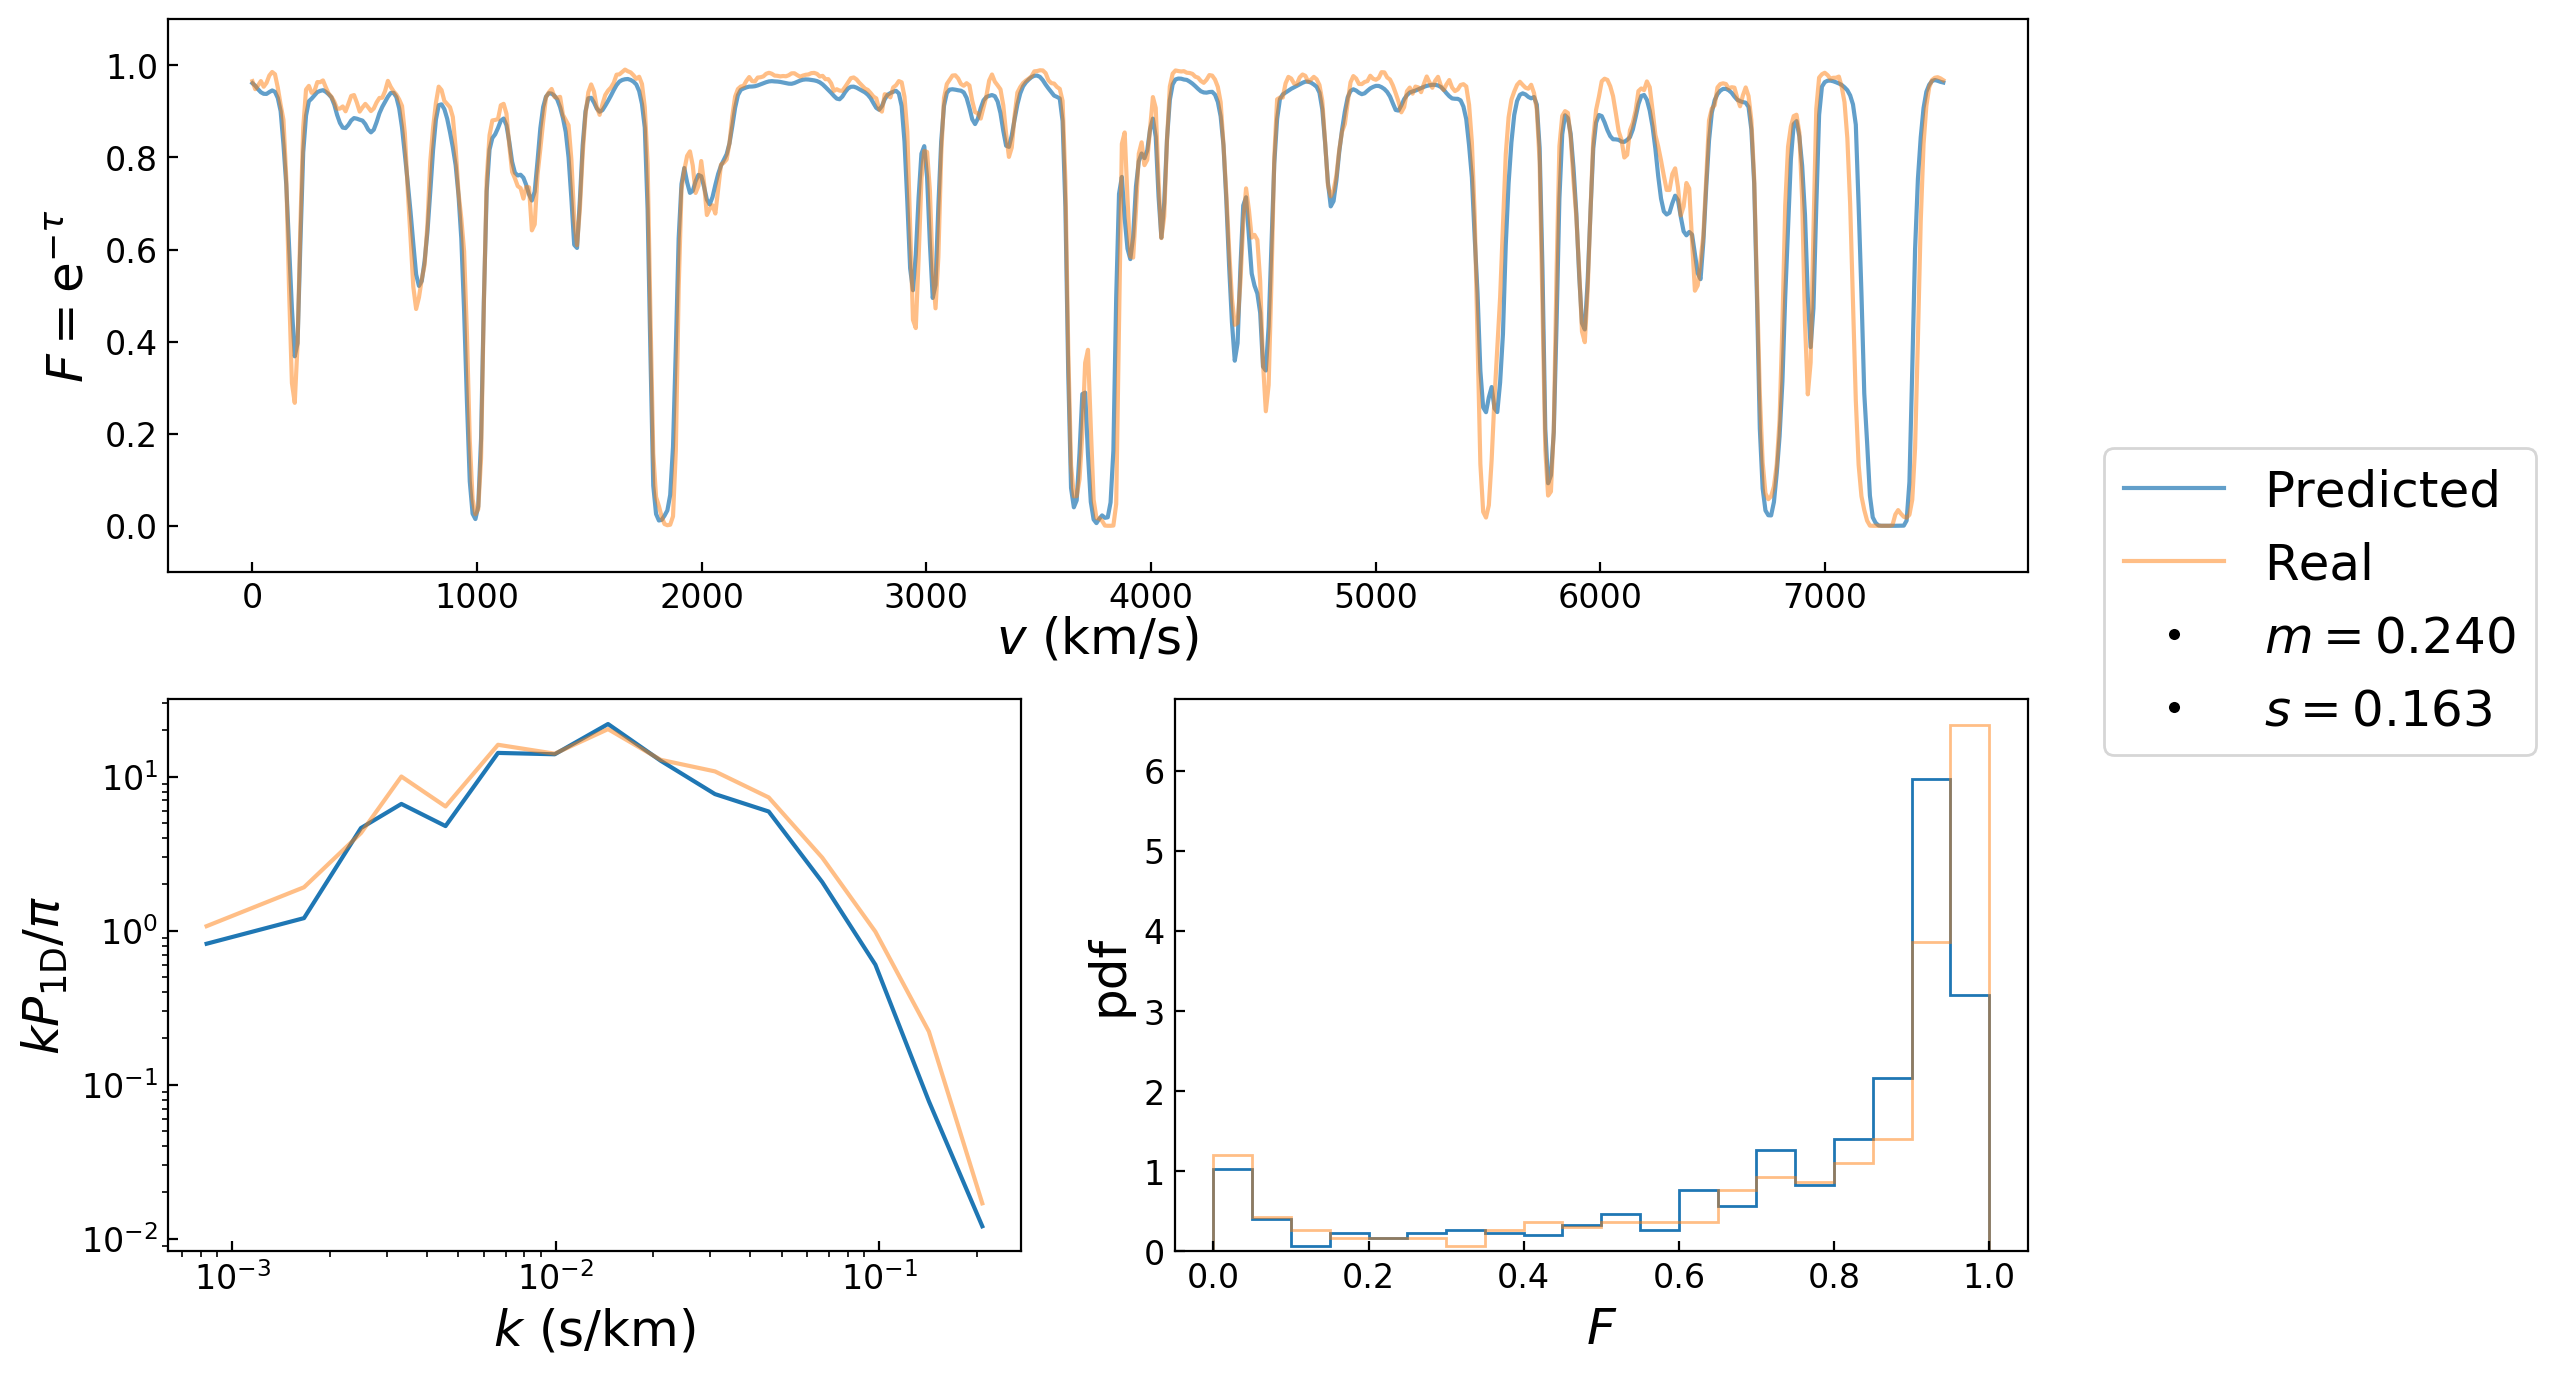 F = e^{-τ}
1.0
0.8
0.6
0.4
0.2
0.0
0 1000 2000 3000 4000 5000 6000 7000
v (km/s)
Predicted
Real
m = 0.240
s = 0.163
kP_{1D}/π
10^1
10^0
10^{-1}
10^{-2}
10^{-3} 10^{-2} 10^{-1}
k (s/km)
pdf
6
5
4
3
2
1
0
0.0 0.2 0.4 0.6 0.8 1.0
F